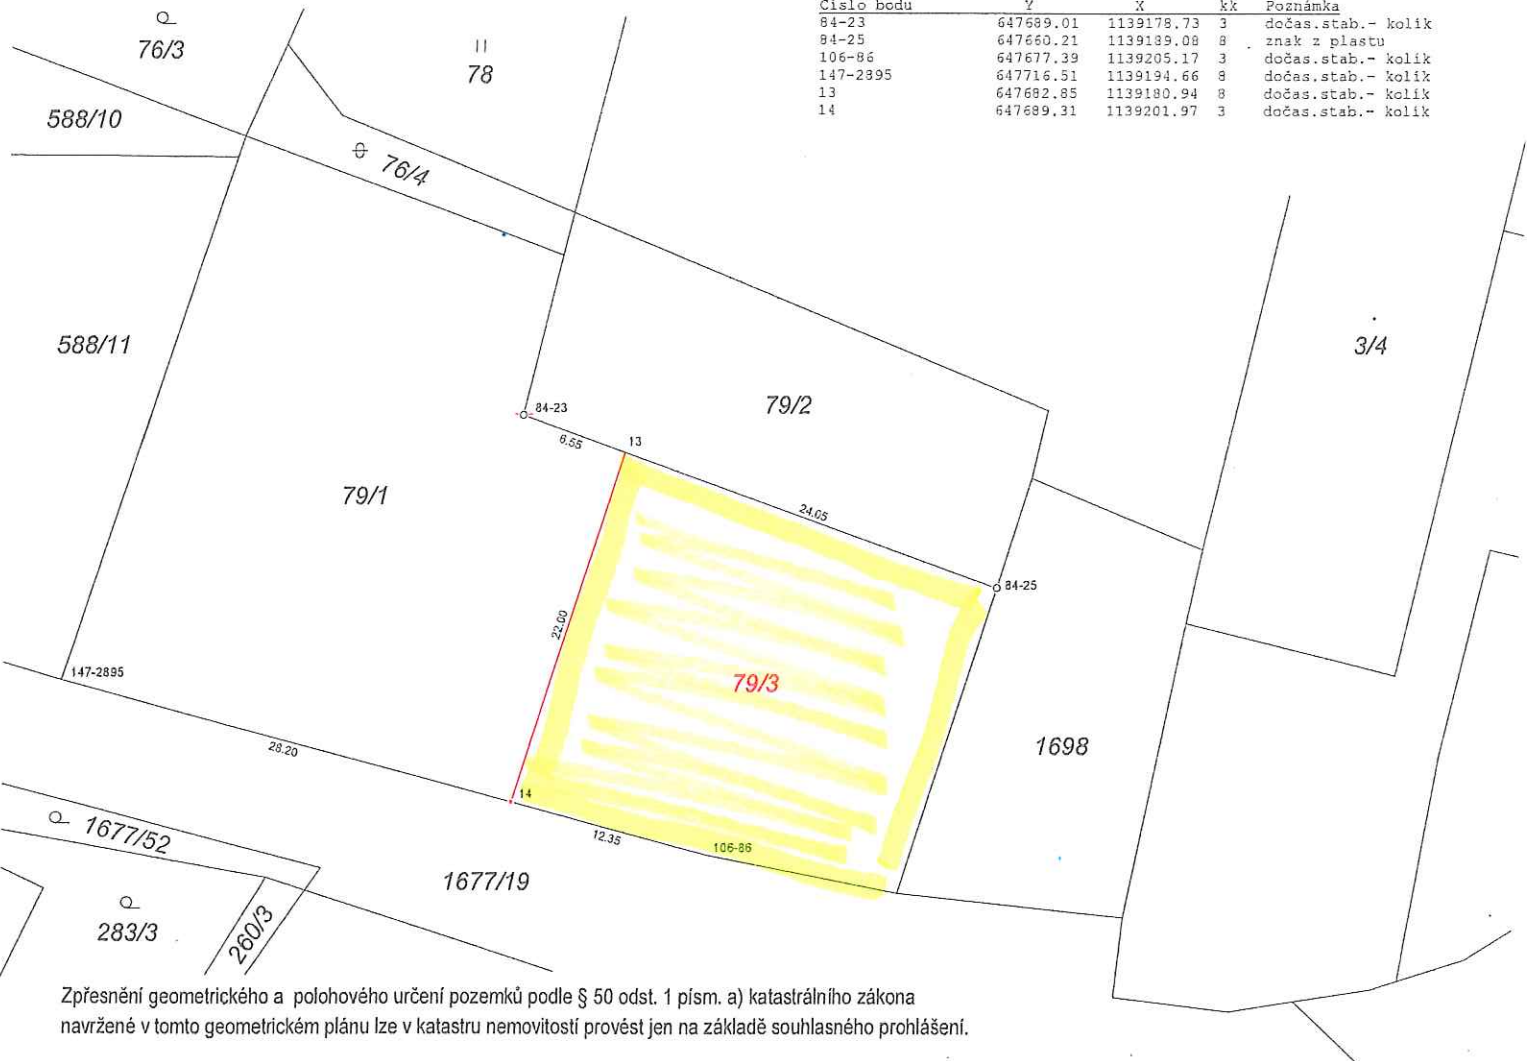 Číslo bodu Y X kk Poznámka
84-23 647689.01 1139178.73 3 dočas.stab.- kolík
84-25 647660.21 1139189.08 8 znak z plastu
106-86 647677.39 1139205.17 3 dočas.stab.- kolík
147-2895 647716.51 1139194.66 8 dočas.stab.- kolík
13 647682.85 1139180.94 8 dočas.stab.- kolík
14 647689.31 1139201.97 3 dočas.stab.- kolík
76/3
78
588/10
76/4
588/11
3/4
79/2
84-23
6.55
13
79/1
24.05
84-25
22.00
79/3
147-2895
1698
28.20
14
12.35
106-86
1677/52
1677/19
283/3
260/3
Zpřesnění geometrického a polohového určení pozemků podle § 50 odst. 1 písm. a) katastrálního zákona
navržené v tomto geometrickém plánu lze v katastru nemovitostí provést jen na základě souhlasného prohlášení.